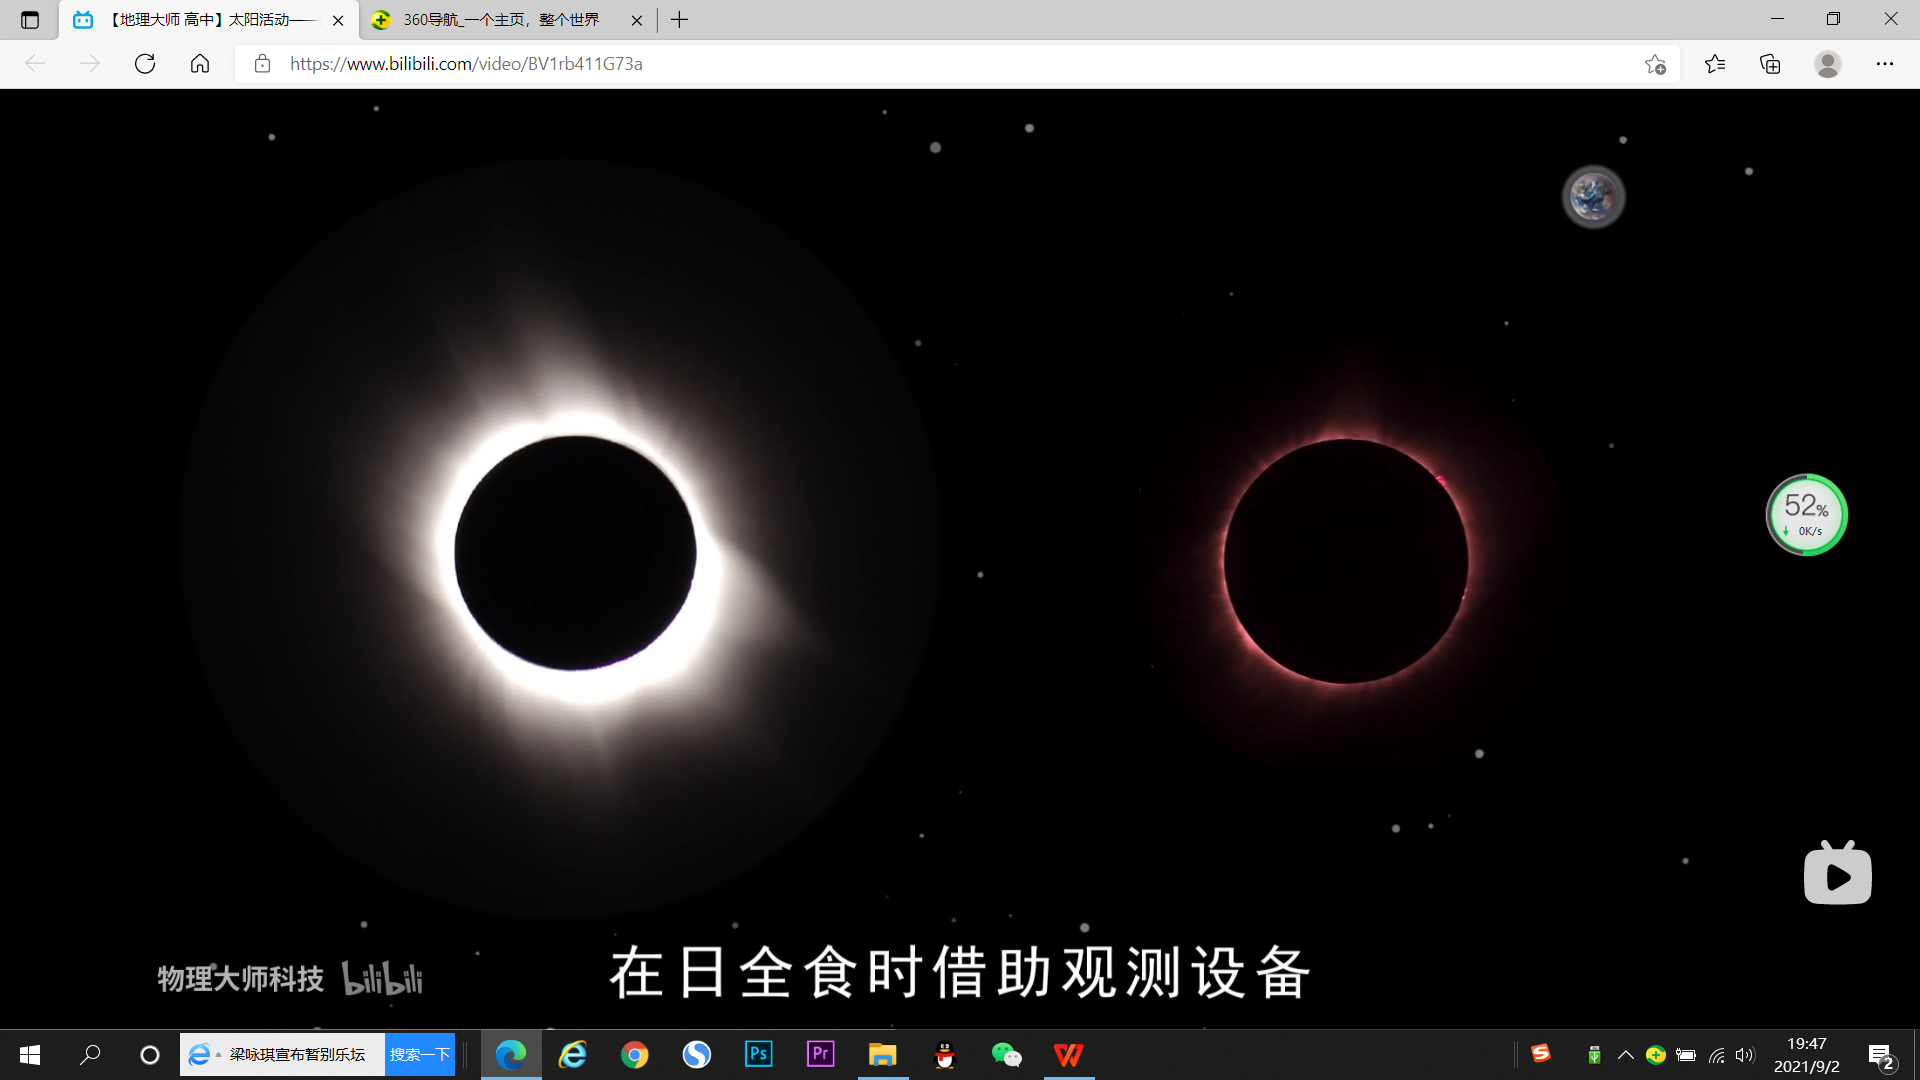 【地理大师 高中】太阳活动——
360导航_一个主页，整个世界
https://www.bilibili.com/video/BV1rb411G73a
52%
0K/s
物理大师科技 bilibili
在日全食时借助观测设备
梁咏琪宣布暂别乐坛
搜索一下
Ps
Pr
19:47
2021/9/2
2